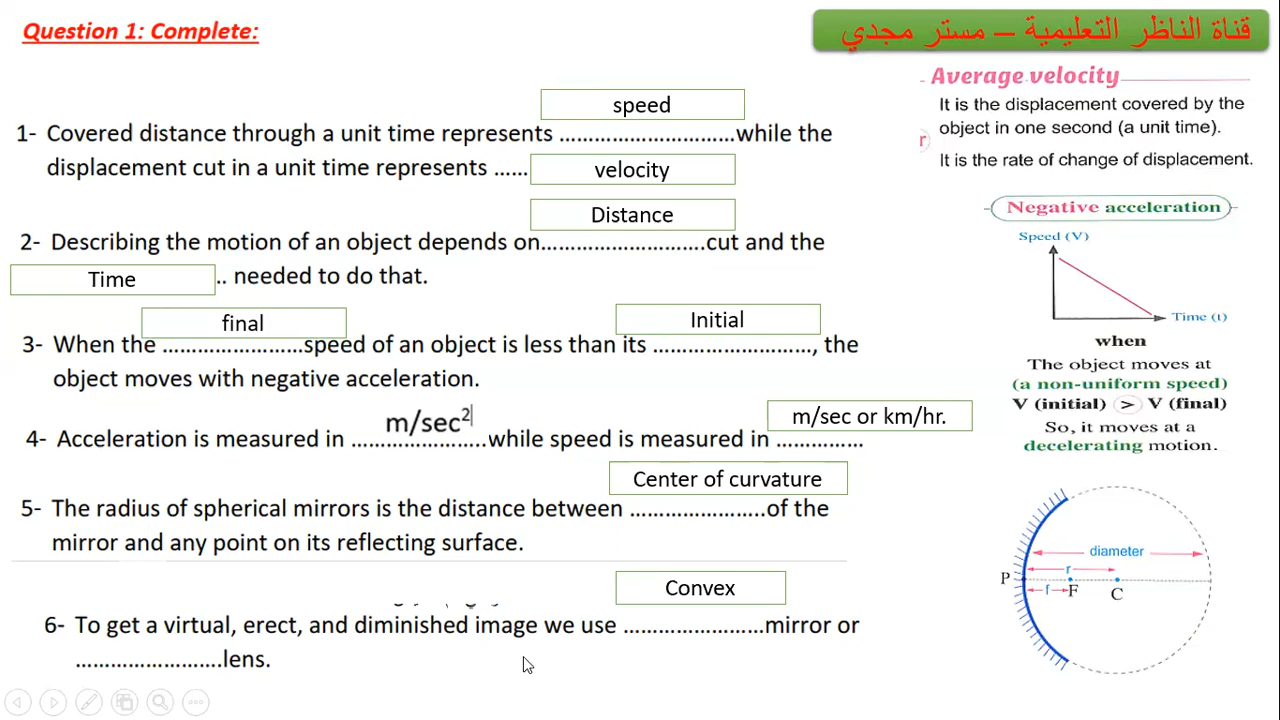 Question 1: Complete:
قناة الناظر التعليمية – مستر مجدي
speed
1- Covered distance through a unit time represents ..............................while the
displacement cut in a unit time represents ...... velocity
Distance
2- Describing the motion of an object depends on............................cut and the
Time .. needed to do that.
final Initial
3- When the ........................speed of an object is less than its ..........................., the
object moves with negative acceleration.
m/sec² m/sec or km/hr.
4- Acceleration is measured in .......................while speed is measured in ...............
Center of curvature
5- The radius of spherical mirrors is the distance between .......................of the
mirror and any point on its reflecting surface.
Convex
6- To get a virtual, erect, and diminished image we use ........................mirror or
.........................lens.
Average velocity
It is the displacement covered by the
object in one second (a unit time).
r
It is the rate of change of displacement.
Negative acceleration
Speed (V)
Time (t)
when
The object moves at
(a non-uniform speed)
V (initial) > V (final)
So, it moves at a
decelerating motion.
diameter
r
P
f F C